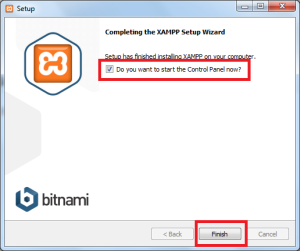 Setup
Completing the XAMPP Setup Wizard
Setup has finished installing XAMPP on your computer.
Do you want to start the Control Panel now?
bitnami
< Back
Finish
Cancel